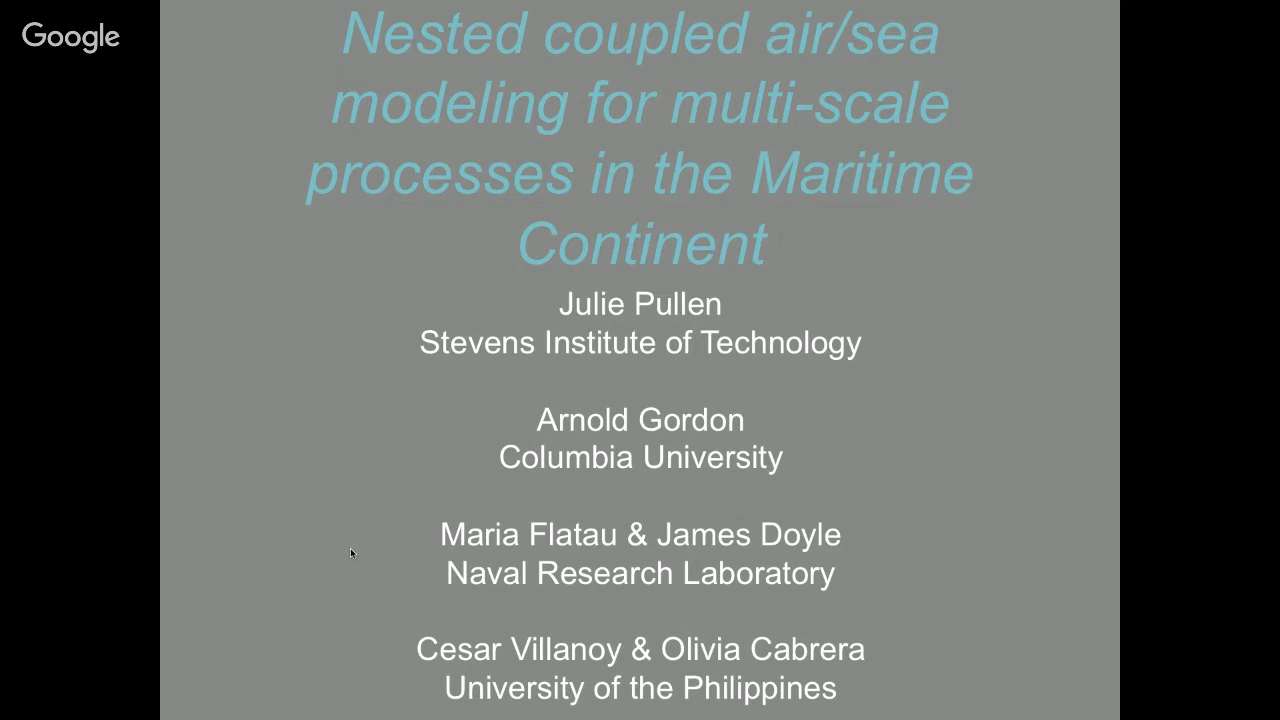 Google
Nested coupled air/sea
modeling for multi-scale
processes in the Maritime
Continent
Julie Pullen
Stevens Institute of Technology
Arnold Gordon
Columbia University
Maria Flatau & James Doyle
Naval Research Laboratory
Cesar Villanoy & Olivia Cabrera
University of the Philippines